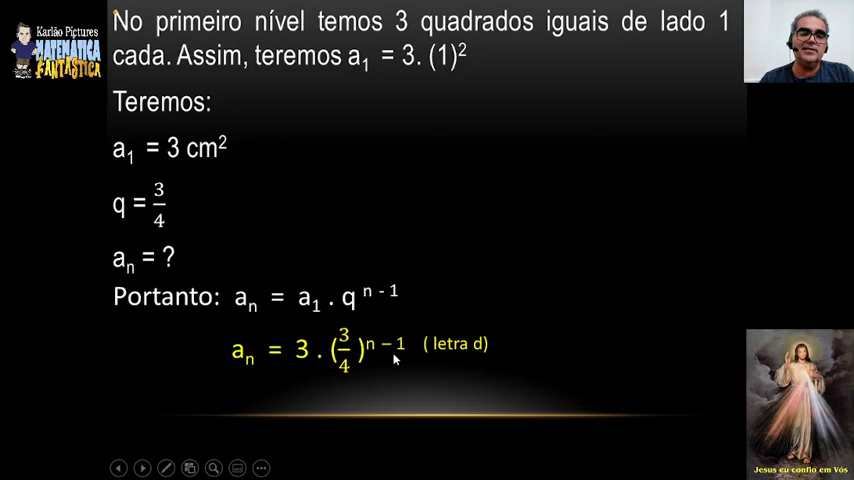 Karlão Pictures
MATEMÁTICA
FANTÁSTICA
No primeiro nível temos 3 quadrados iguais de lado 1
cada. Assim, teremos a₁ = 3. (1)²
Teremos:
a₁ = 3 cm²
q = 3/4
aₙ = ?
Portanto: aₙ = a₁ . q ⁿ ⁻ ¹
aₙ = 3 . (3/4)ⁿ ⁻ ¹ ( letra d)
Jesus eu confio em Vós